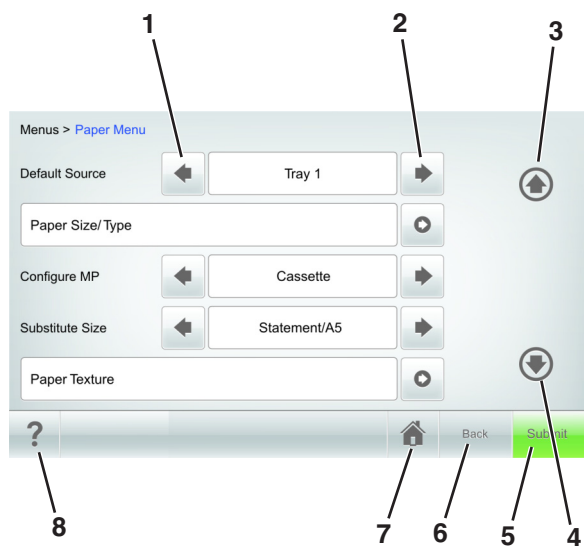 1 2 3
Menus > Paper Menu
Default Source Tray 1
Paper Size/ Type
Configure MP Cassette
Substitute Size Statement/A5
Paper Texture
? Back Submit
8 7 6 5 4